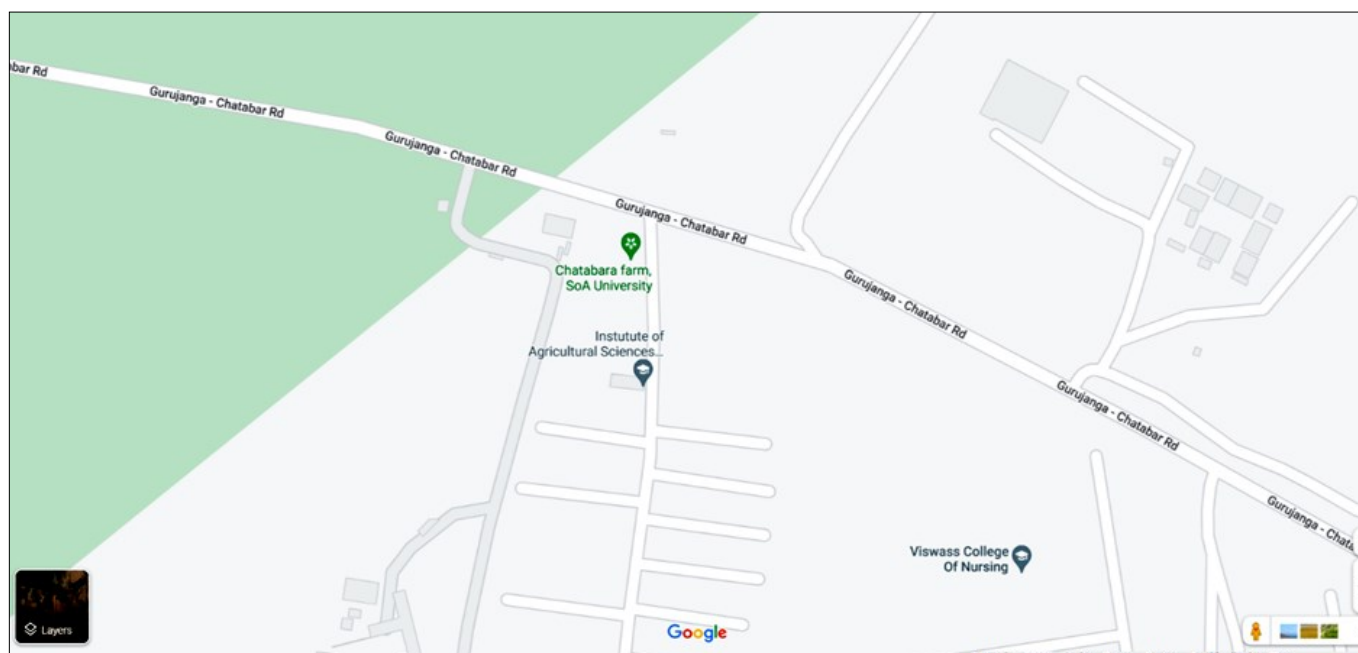 abar Rd
Gurujanga - Chatabar Rd
Gurujanga - Chatabar Rd
Gurujanga - Chatabar Rd
Chatabara farm,
SoA University
Gurujanga - Chatabar Rd
Instutute of
Agricultural Sciences...
Gurujanga - Chatabar Rd
Gurujanga - Chata
Viswass College
Of Nursing
Layers
Google